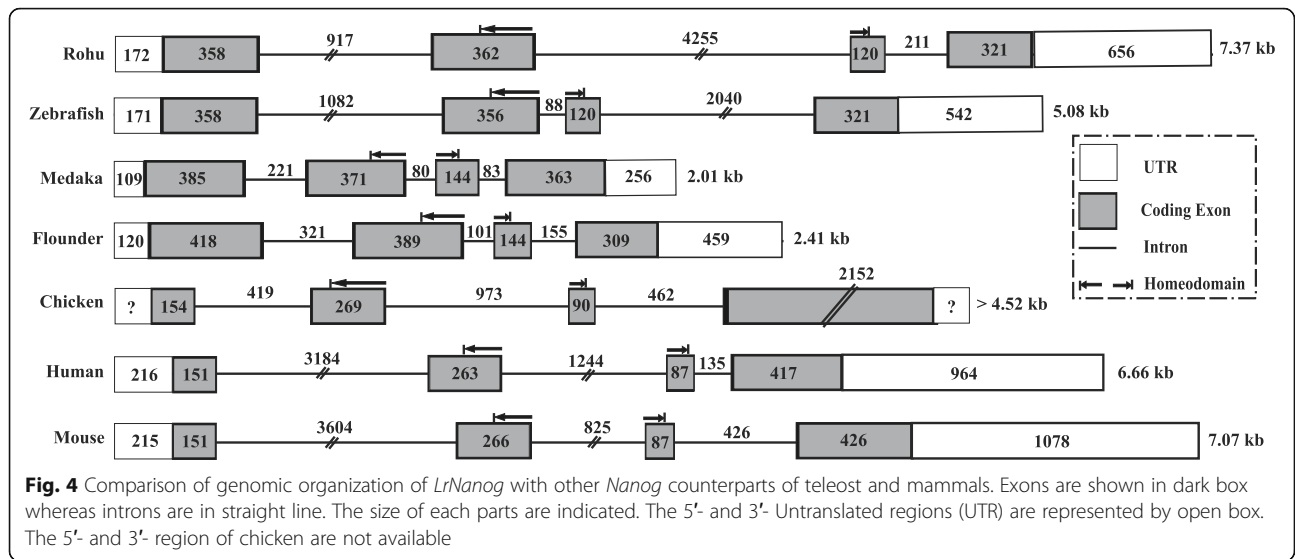 917 4255 211
Rohu 172 358 362 120 321 656 7.37 kb
1082 88 2040
Zebrafish 171 358 356 120 321 542 5.08 kb
221 80 83
Medaka 109 385 371 144 363 256 2.01 kb
321 101 155
Flounder 120 418 389 144 309 459 2.41 kb
419 973 462 2152
Chicken ? 154 269 90 ? > 4.52 kb
3184 1244 135
Human 216 151 263 87 417 964 6.66 kb
3604 825 426
Mouse 215 151 266 87 426 1078 7.07 kb
UTR
Coding Exon
Intron
Homeodomain
Fig. 4 Comparison of genomic organization of LrNanog with other Nanog counterparts of teleost and mammals. Exons are shown in dark box
whereas introns are in straight line. The size of each parts are indicated. The 5′- and 3′- Untranslated regions (UTR) are represented by open box.
The 5′- and 3′- region of chicken are not available